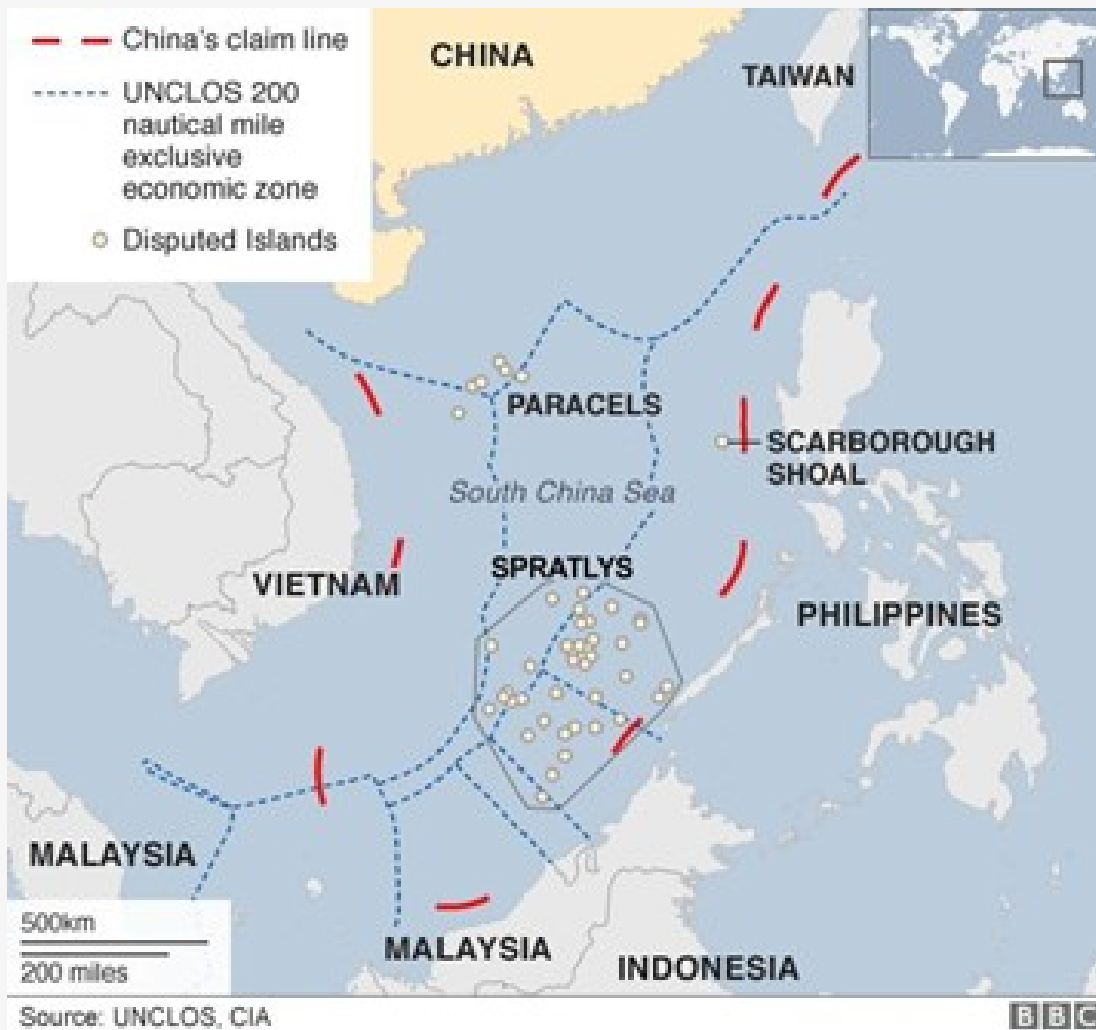 China's claim line
UNCLOS 200
nautical mile
exclusive
economic zone
Disputed Islands
CHINA
TAIWAN
PARACELS
SCARBOROUGH
SHOAL
South China Sea
SPRATLYS
VIETNAM
PHILIPPINES
MALAYSIA
500km
200 miles
MALAYSIA
INDONESIA
Source: UNCLOS, CIA
BBC